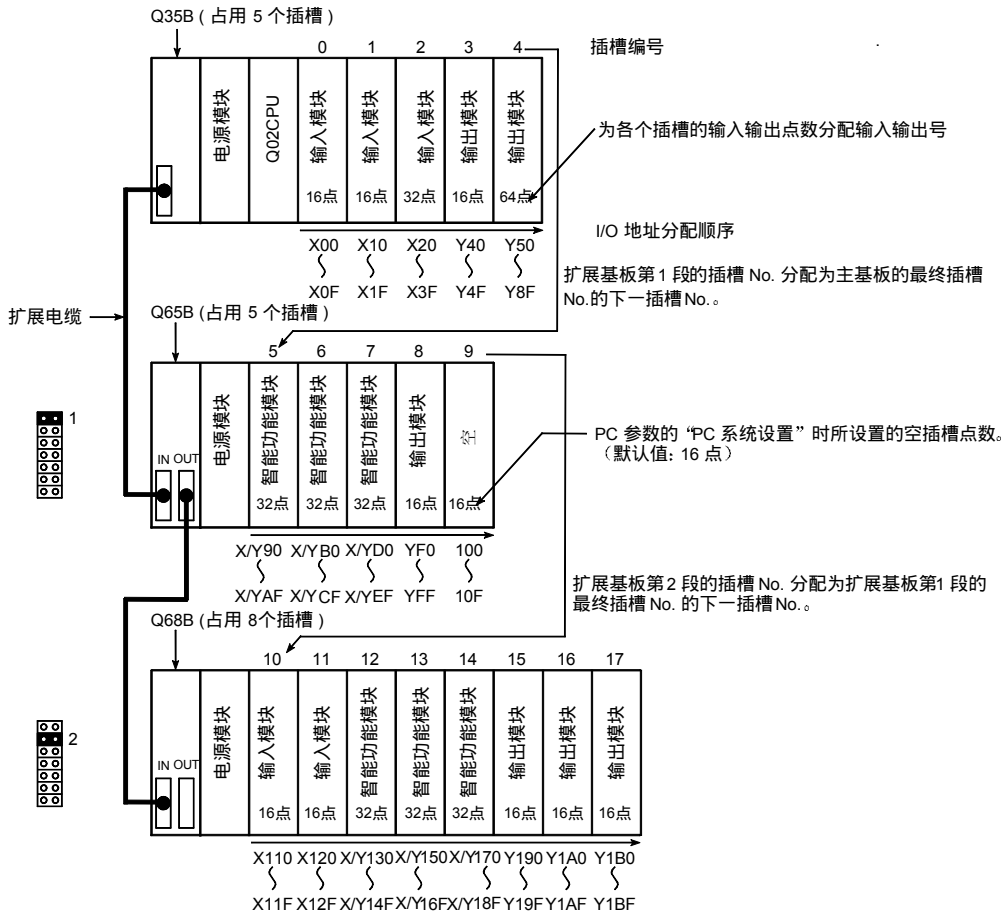 Q35B ( 占用 5 个插槽 )
0 1 2 3 4
插槽编号
电源模块
Q02CPU
输入模块
输入模块
输入模块
输出模块
输出模块
16点 16点 32点 16点 64点
为各个插槽的输入输出点数分配输入输出号
I/O 地址分配顺序
X00 X10 X20 Y40 Y50
X0F X1F X3F Y4F Y8F
扩展基板第1 段的插槽 No. 分配为主基板的最终插槽
No.的下一插槽No.。
扩展电缆
Q65B (占用 5 个插槽 )
5 6 7 8 9
1
IN OUT
电源模块
智能功能模块
智能功能模块
智能功能模块
输出模块
空
32点 32点 32点 16点 16点
PC 参数的 “PC 系统设置” 时所设置的空插槽点数。
（默认值: 16 点）
X/Y90 X/YB0 X/YD0 YF0 100
X/YAF X/YCF X/YEF YFF 10F
扩展基板第2 段的插槽 No. 分配为扩展基板第1 段的
最终插槽 No. 的下一插槽No.。
Q68B (占用 8个插槽 )
10 11 12 13 14 15 16 17
2
IN OUT
电源模块
输入模块
输入模块
智能功能模块
智能功能模块
智能功能模块
输出模块
输出模块
输出模块
16点 16点 32点 32点 32点 16点 16点 16点
X110 X120 X/Y130 X/Y150 X/Y170 Y190 Y1A0 Y1B0
X11F X12F X/Y14F X/Y16F X/Y18F Y19F Y1AF Y1BF